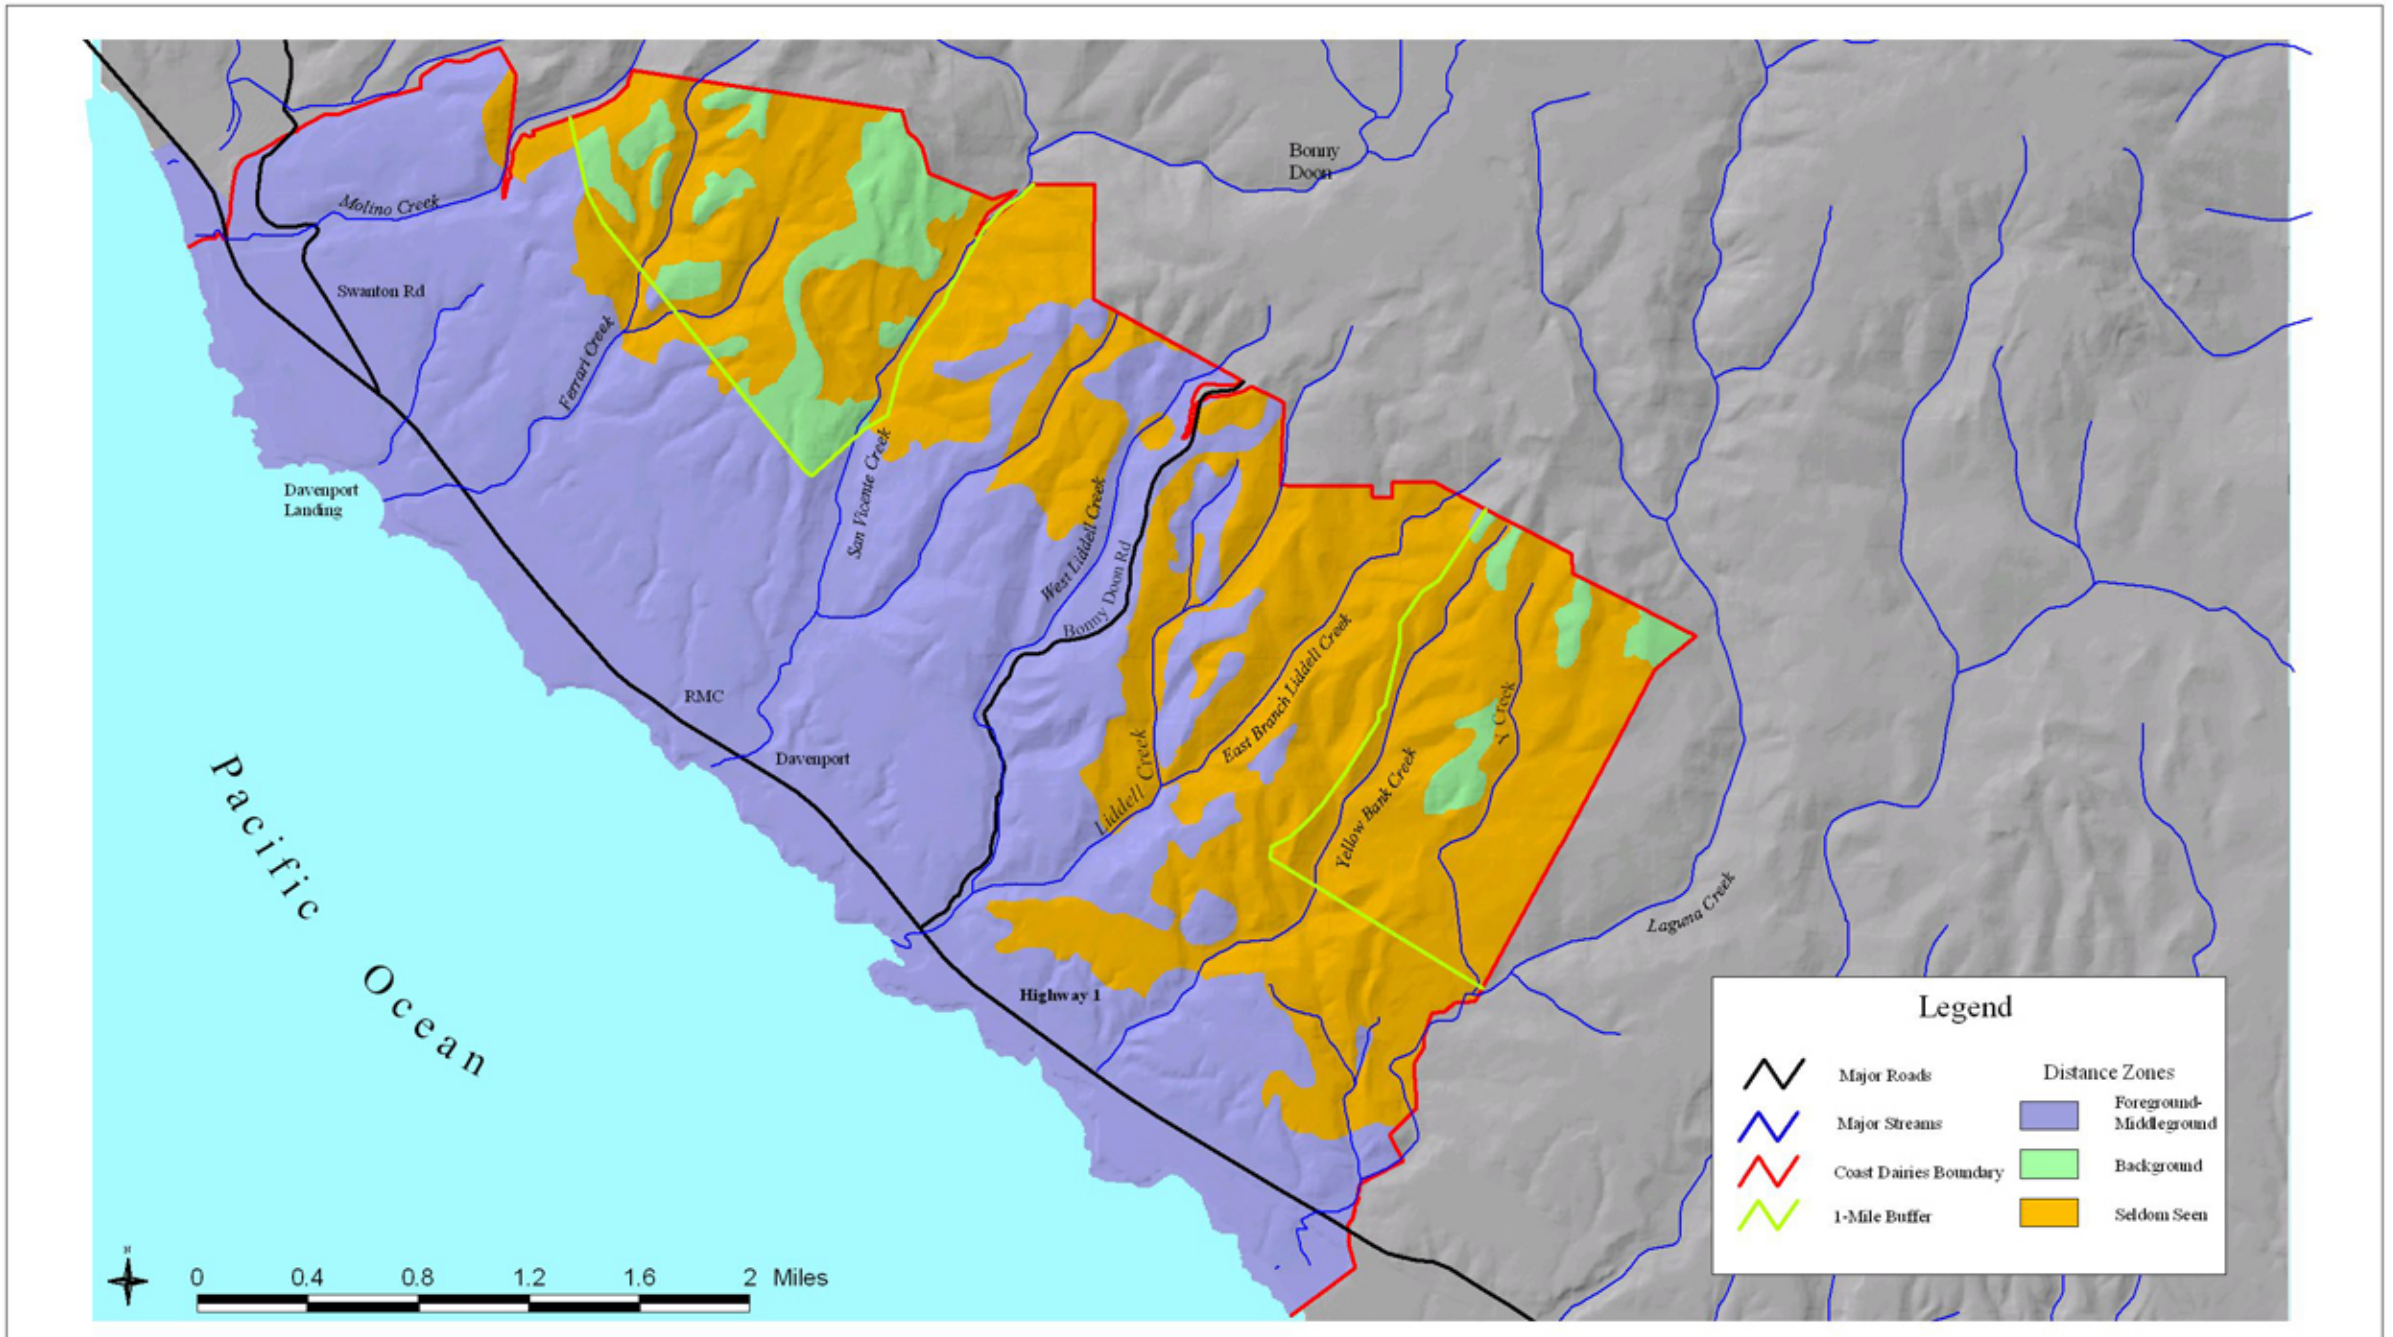 Bonny
Doon
Molino Creek
Swanton Rd
Ferrari Creek
Davenport
Landing
San Vicente Creek
West Liddell Creek
Bonny Doon Rd
East Branch Liddell Creek
Y Creek
RMC
Davenport
Liddell Creek
Yellow Bank Creek
Laguna Creek
Pacific Ocean
Highway 1
Legend
Major Roads
Major Streams
Coast Dairies Boundary
1-Mile Buffer
Distance Zones
Foreground-
Middleground
Background
Seldom Seen
N
0 0.4 0.8 1.2 1.6 2 Miles